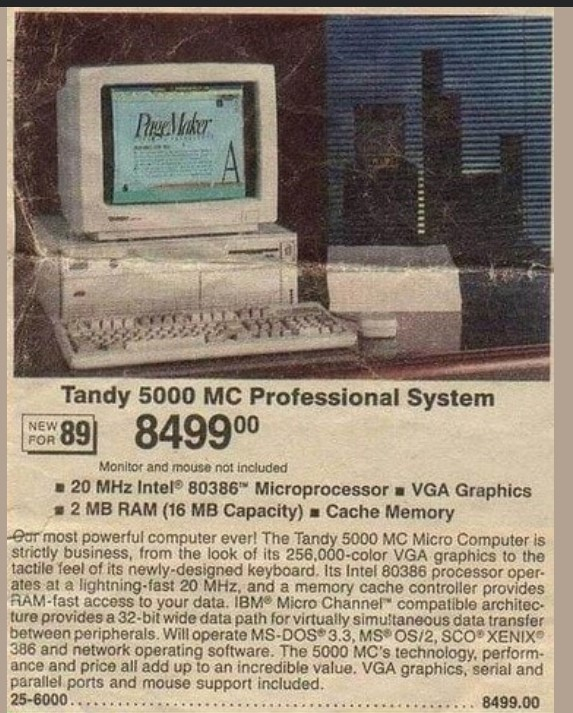 PageMaker
A
Tandy 5000 MC Professional System
NEW FOR 89
8499⁰⁰
Monitor and mouse not included
■ 20 MHz Intel® 80386™ Microprocessor ■ VGA Graphics
■ 2 MB RAM (16 MB Capacity) ■ Cache Memory
Our most powerful computer ever! The Tandy 5000 MC Micro Computer is
strictly business, from the look of its 256,000-color VGA graphics to the
tactile feel of its newly-designed keyboard. Its Intel 80386 processor oper-
ates at a lightning-fast 20 MHz, and a memory cache controller provides
RAM-fast access to your data. IBM® Micro Channel™ compatible architec-
ture provides a 32-bit wide data path for virtually simultaneous data transfer
between peripherals. Will operate MS-DOS® 3.3, MS® OS/2, SCO® XENIX®
386 and network operating software. The 5000 MC's technology, perform-
ance and price all add up to an incredible value. VGA graphics, serial and
parallel ports and mouse support included.
25-6000 . . . . . . . . . . . . . . . . . . . . . . . . . . . . . . . . . . . . . . . . . . . . . . . . 8499.00